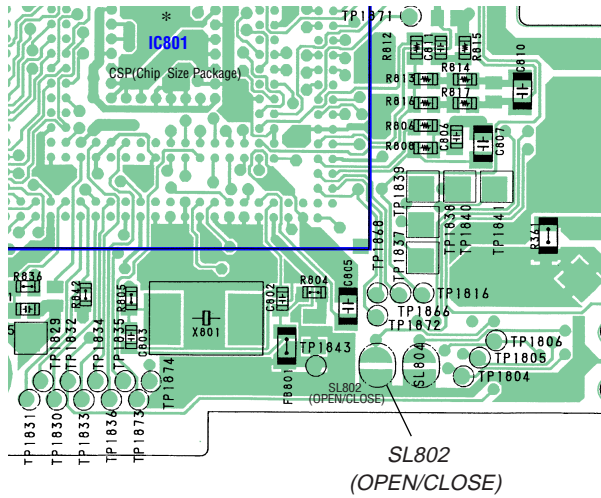 *
IC801
CSP(Chip Size Package)
TP1871
R812
C811
R815
C810
R814
R813
R817
R816
R806
C806
C807
R808
TP1839
TP1838
TP1840
TP1841
TP1868
TP1837
R361
R836
R842
R805
C803
X801
C802
R804
C805
TP1816
TP1866
TP1872
TP1829
TP1832
TP1834
TP1835
TP1874
TP1843
FB801
SL802
(OPEN/CLOSE)
SL804
TP1806
TP1805
TP1804
TP1831
TP1830
TP1833
TP1836
TP1873
SL802
(OPEN/CLOSE)